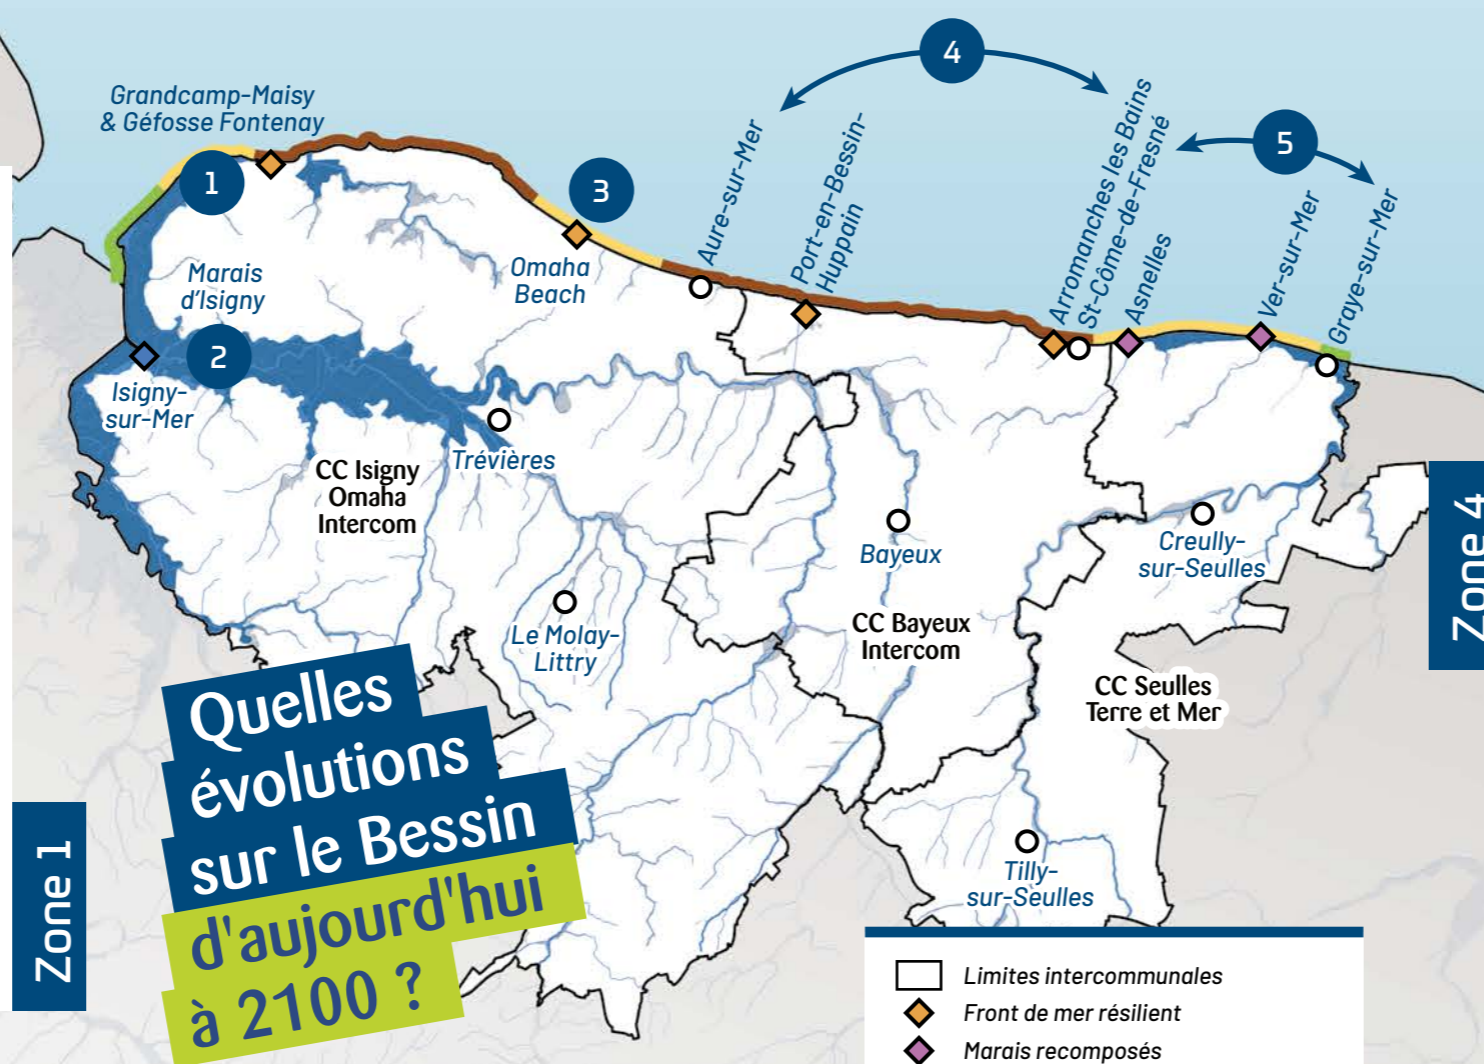 4
Grandcamp-Maisy
& Géfosse Fontenay
1
3
5
Aure-sur-Mer
Port-en-Bessin-
Huppain
Arromanches les Bains
St-Côme-de-Fresné
Asnelles
Ver-sur-Mer
Graye-sur-Mer
Marais
d'Isigny
Omaha
Beach
2
Isigny-
sur-Mer
Trévières
CC Isigny
Omaha
Intercom
Bayeux
Creully-
sur-Seulles
Zone 4
Le Molay-
Littry
CC Bayeux
Intercom
CC Seulles
Terre et Mer
Quelles
évolutions
sur le Bessin
d'aujourd'hui
à 2100 ?
Zone 1
Tilly-
sur-Seulles
Limites intercommunales
Front de mer résilient
Marais recomposés